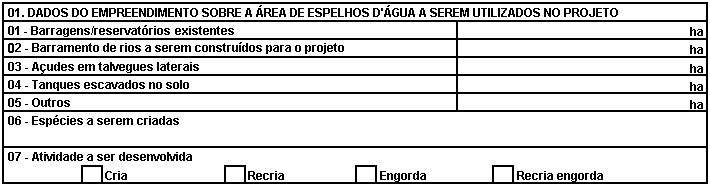 01. DADOS DO EMPREENDIMENTO SOBRE A ÁREA DE ESPELHOS D'ÁGUA A SEREM UTILIZADOS NO PROJETO
01 - Barragens/reservatórios existentes ha
02 - Barramento de rios a serem construídos para o projeto ha
03 - Açudes em talvegues laterais ha
04 - Tanques escavados no solo ha
05 - Outros ha
06 - Espécies a serem criadas
07 - Atividade a ser desenvolvida
Cria Recria Engorda Recria engorda